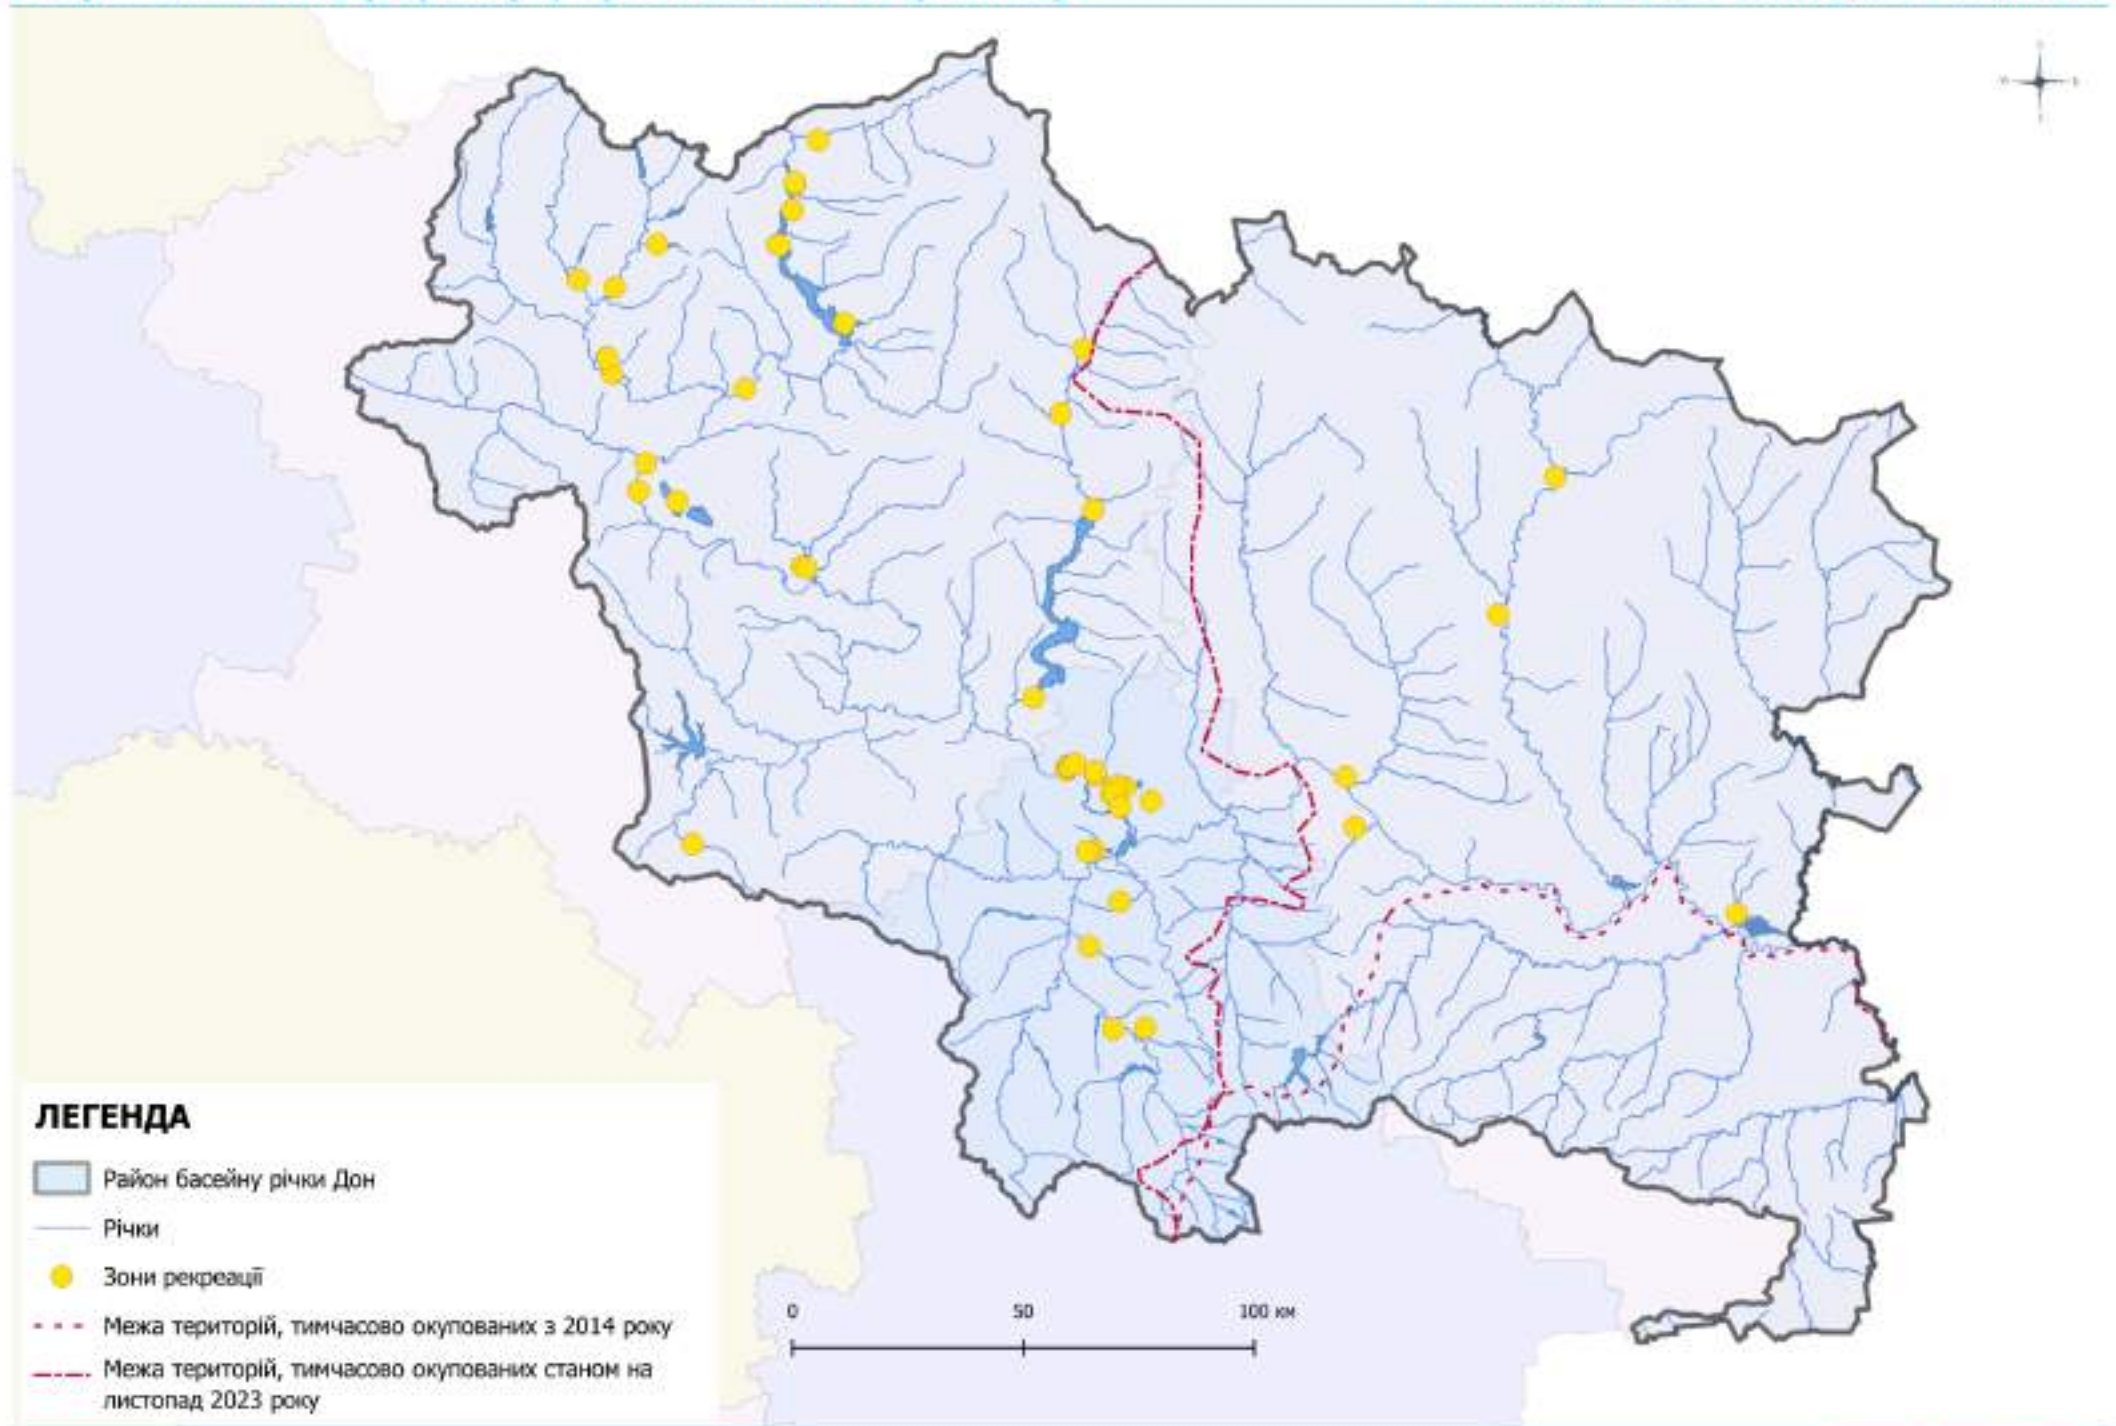 ЛЕГЕНДА
Район басейну річки Дон
Річки
Зони рекреації
Межа територій, тимчасово окупованих з 2014 року
Межа територій, тимчасово окупованих станом на
листопад 2023 року
0 50 100 км